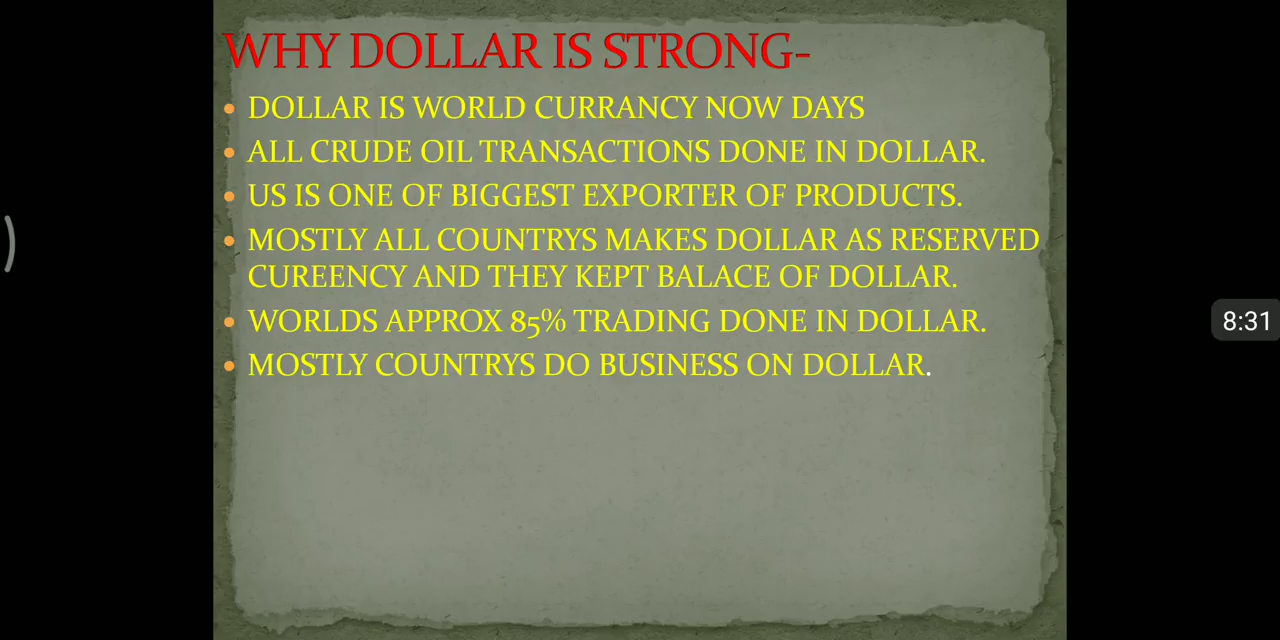 WHY DOLLAR IS STRONG-
• DOLLAR IS WORLD CURRANCY NOW DAYS
• ALL CRUDE OIL TRANSACTIONS DONE IN DOLLAR.
• US IS ONE OF BIGGEST EXPORTER OF PRODUCTS.
• MOSTLY ALL COUNTRYS MAKES DOLLAR AS RESERVED
CUREENCY AND THEY KEPT BALACE OF DOLLAR.
• WORLDS APPROX 85% TRADING DONE IN DOLLAR.
• MOSTLY COUNTRYS DO BUSINESS ON DOLLAR.
8:31